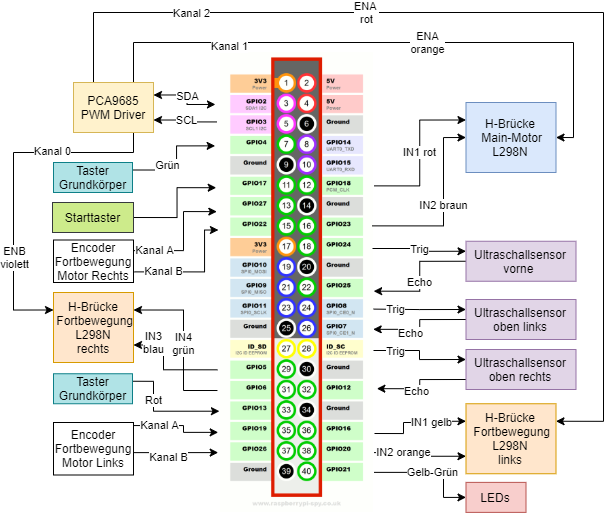 Kanal 2
ENA
rot
Kanal 1
ENA
orange
PCA9685
PWM Driver
SDA
SCL
Kanal 0
Taster
Grundkörper
Grün
Starttaster
Encoder
Fortbewegung
Motor Rechts
Kanal A
Kanal B
ENB
violett
H-Brücke
Fortbewegung
L298N
rechts
IN3
blau
IN4
grün
Taster
Grundkörper
Rot
Encoder
Fortbewegung
Motor Links
Kanal A
Kanal B
3V3
Power
1
2
5V
Power
GPIO2
SDA1 I2C
3
4
5V
Power
GPIO3
SCL1 I2C
5
6
Ground
GPIO4
7
8
GPIO14
UART0_TXD
Ground
9
10
GPIO15
UART0_RXD
GPIO17
11
12
GPIO18
PCM_CLK
GPIO27
13
14
Ground
GPIO22
15
16
GPIO23
3V3
Power
17
18
GPIO24
GPIO10
SPI0_MOSI
19
20
Ground
GPIO9
SPI0_MISO
21
22
GPIO25
GPIO11
SPI0_SCLK
23
24
GPIO8
SPI0_CE0_N
Ground
25
26
GPIO7
SPI0_CE1_N
ID_SD
I2C ID EEPROM
27
28
ID_SC
I2C ID EEPROM
GPIO5
29
30
Ground
GPIO6
31
32
GPIO12
GPIO13
33
34
Ground
GPIO19
35
36
GPIO16
GPIO26
37
38
GPIO20
Ground
39
40
GPIO21
www.raspberrypi-spy.co.uk
H-Brücke
Main-Motor
L298N
IN1 rot
IN2 braun
Trig
Echo
Ultraschallsensor
vorne
Trig
Echo
Ultraschallsensor
oben links
Trig
Echo
Ultraschallsensor
oben rechts
IN1 gelb
IN2 orange
H-Brücke
Fortbewegung
L298N
links
Gelb-Grün
LEDs